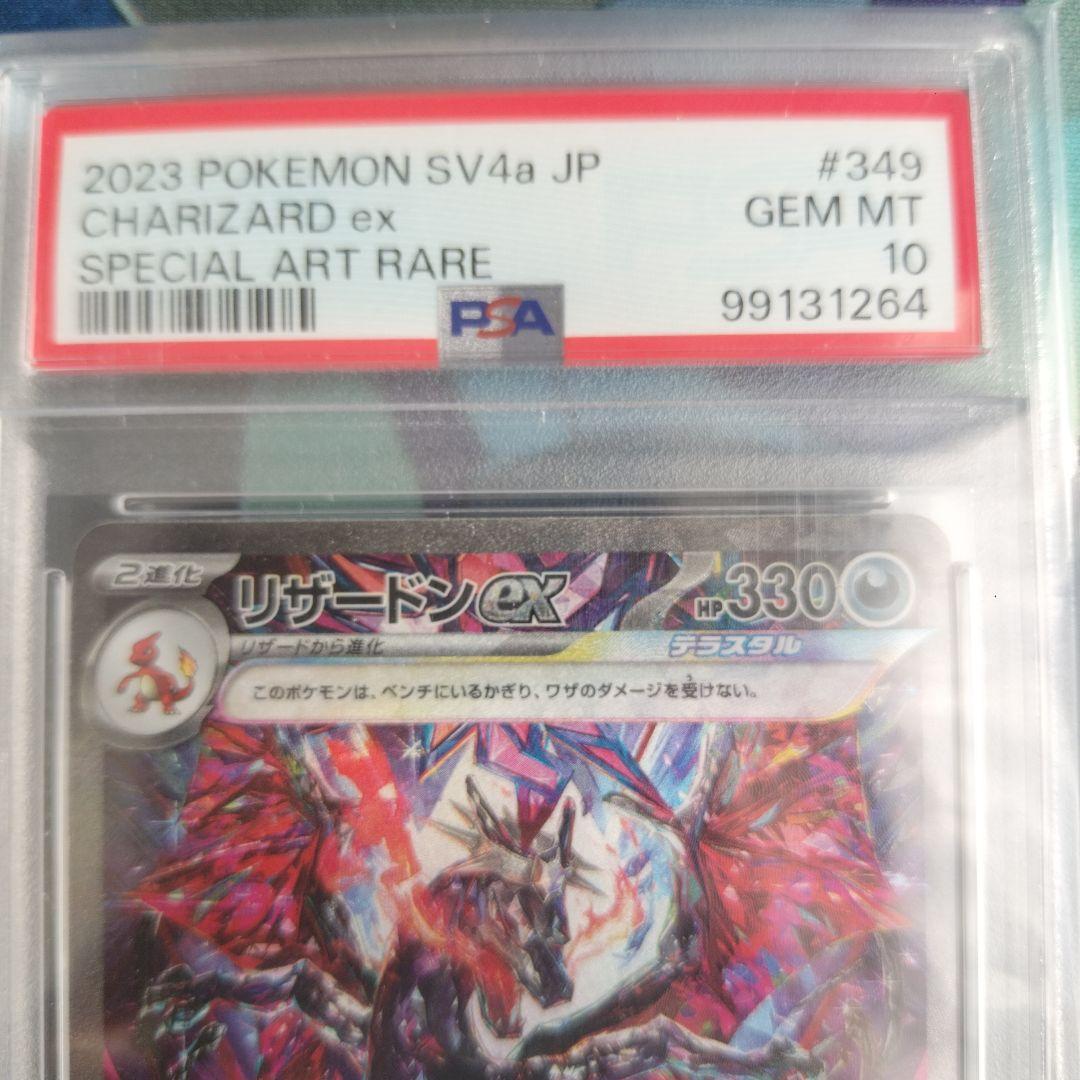 2023 POKEMON SV4a JP #349
CHARIZARD ex GEM MT
SPECIAL ART RARE 10
99131264
PSA
2進化 リザードンex HP330
リザードから進化 テラスタル
このポケモンは、ベンチにいるかぎり、ワザのダメージを受けない。